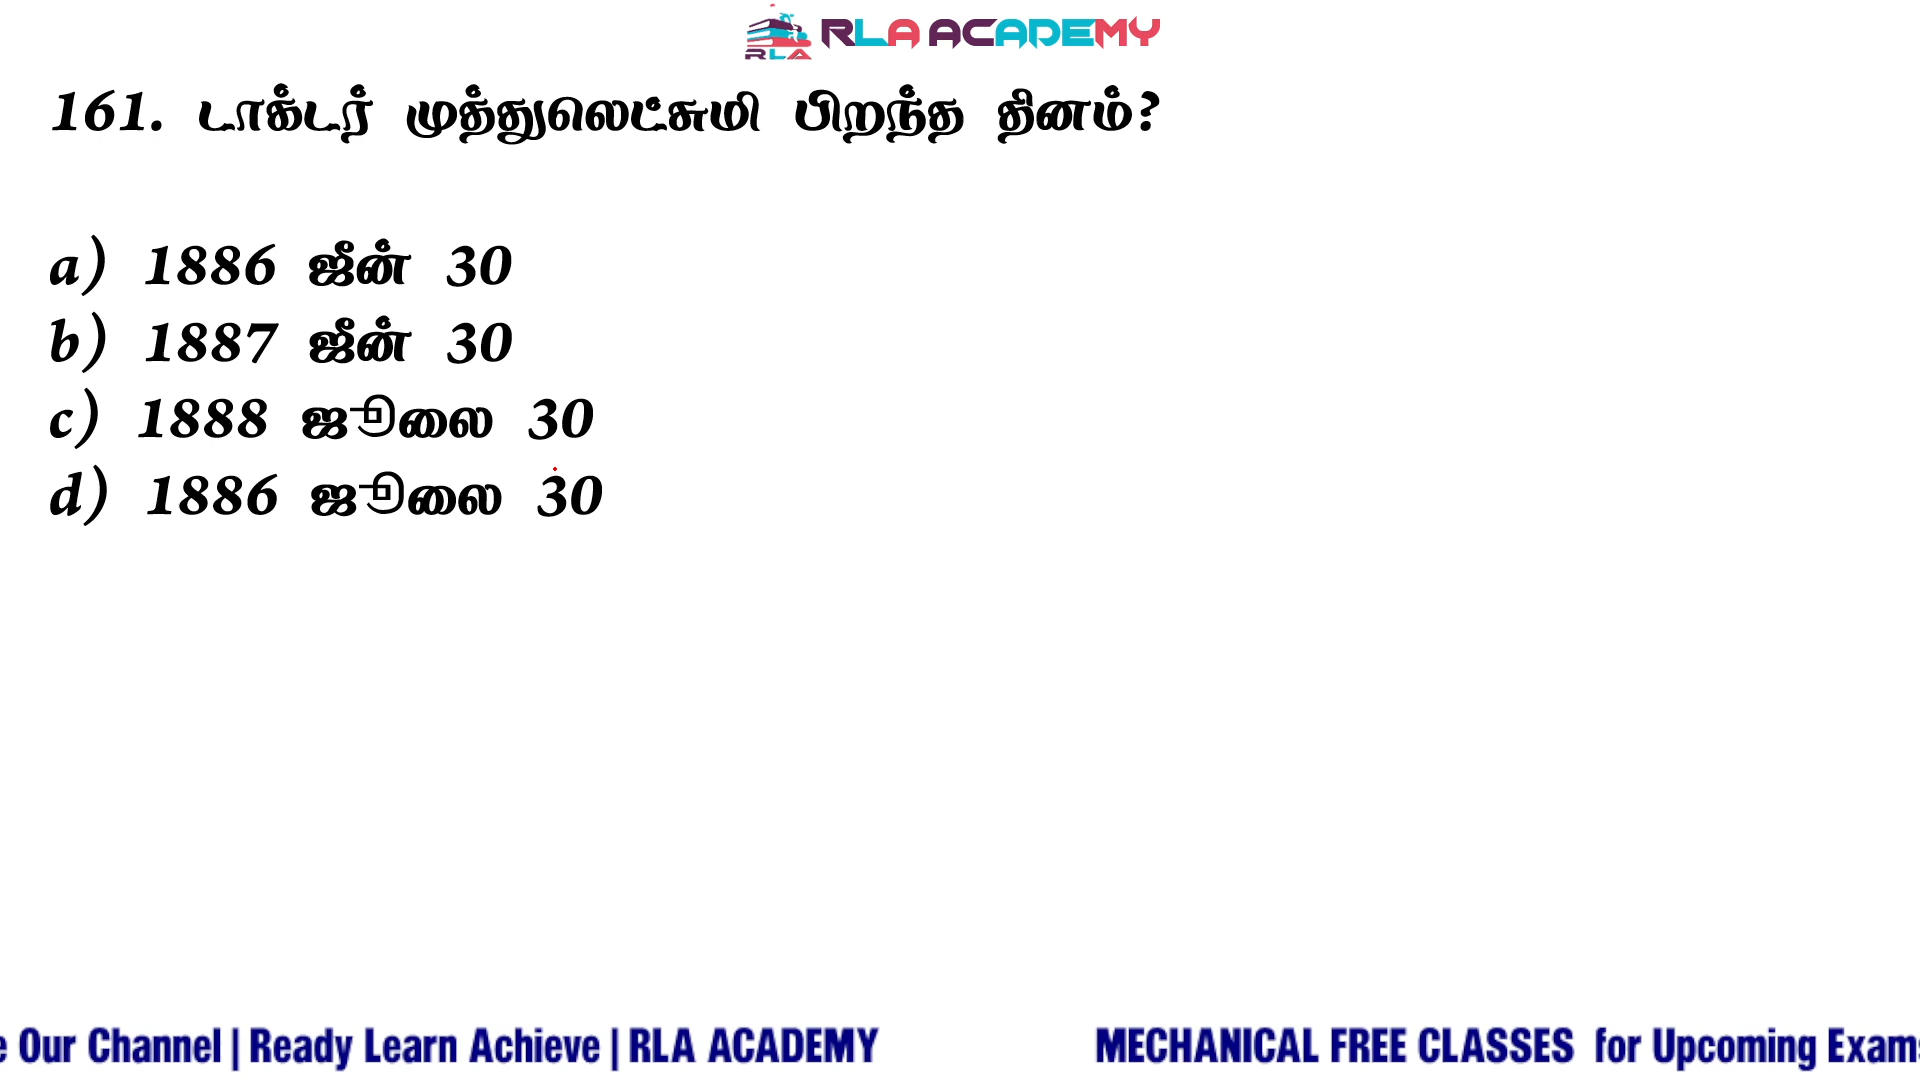 RLA ACADEMY
RLA
161. டாக்டர் முத்துலெட்சுமி பிறந்த தினம்?
a) 1886 ஜீன் 30
b) 1887 ஜீன் 30
c) 1888 ஜூலை 30
d) 1886 ஜூலை 30
e Our Channel | Ready Learn Achieve | RLA ACADEMY MECHANICAL FREE CLASSES for Upcoming Exams